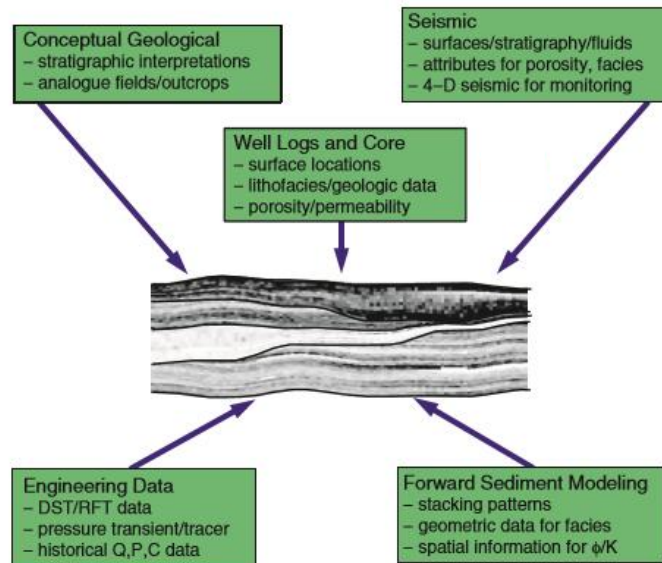 Conceptual Geological
– stratigraphic interpretations
– analogue fields/outcrops
Seismic
– surfaces/stratigraphy/fluids
– attributes for porosity, facies
– 4–D seismic for monitoring
Well Logs and Core
– surface locations
– lithofacies/geologic data
– porosity/permeability
Engineering Data
– DST/RFT data
– pressure transient/tracer
– historical Q,P,C data
Forward Sediment Modeling
– stacking patterns
– geometric data for facies
– spatial information for ϕ/K